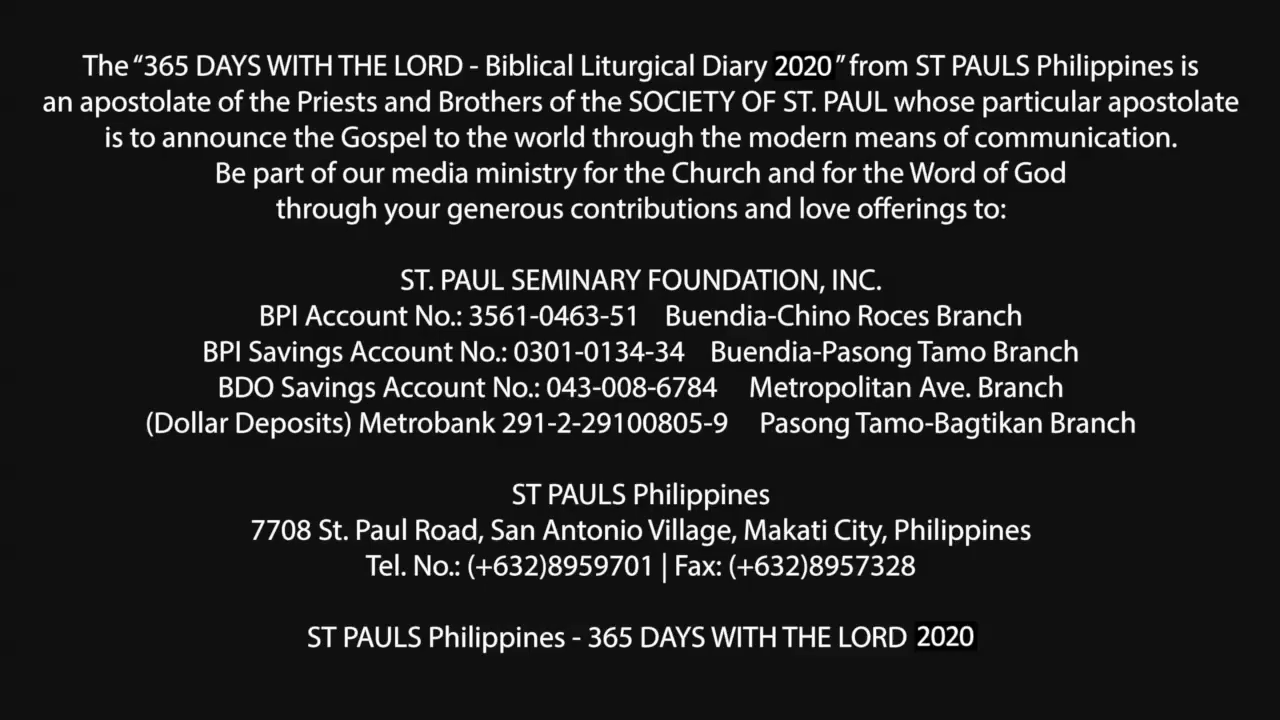 The “365 DAYS WITH THE LORD - Biblical Liturgical Diary 2020” from ST PAULS Philippines is
an apostolate of the Priests and Brothers of the SOCIETY OF ST. PAUL whose particular apostolate
is to announce the Gospel to the world through the modern means of communication.
Be part of our media ministry for the Church and for the Word of God
through your generous contributions and love offerings to:
ST. PAUL SEMINARY FOUNDATION, INC.
BPI Account No.: 3561-0463-51 Buendia-Chino Roces Branch
BPI Savings Account No.: 0301-0134-34 Buendia-Pasong Tamo Branch
BDO Savings Account No.: 043-008-6784 Metropolitan Ave. Branch
(Dollar Deposits) Metrobank 291-2-29100805-9 Pasong Tamo-Bagtikan Branch
ST PAULS Philippines
7708 St. Paul Road, San Antonio Village, Makati City, Philippines
Tel. No.: (+632)8959701 | Fax: (+632)8957328
ST PAULS Philippines - 365 DAYS WITH THE LORD 2020